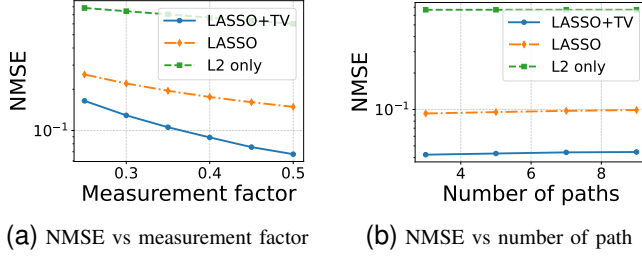 LASSO+TV
LASSO
L2 only
NMSE
10⁻¹
0.3 0.4 0.5
Measurement factor
(a) NMSE vs measurement factor
LASSO+TV
LASSO
L2 only
NMSE
10⁻¹
4 6 8
Number of paths
(b) NMSE vs number of path